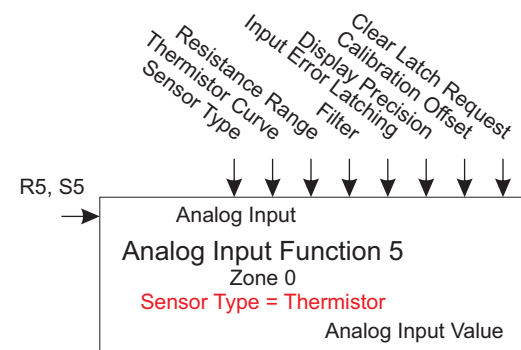 Sensor Type
Thermistor Curve
Resistance Range
Filter
Input Error Latching
Display Precision
Calibration Offset
Clear Latch Request
R5, S5
Analog Input
Analog Input Function 5
Zone 0
Sensor Type = Thermistor
Analog Input Value